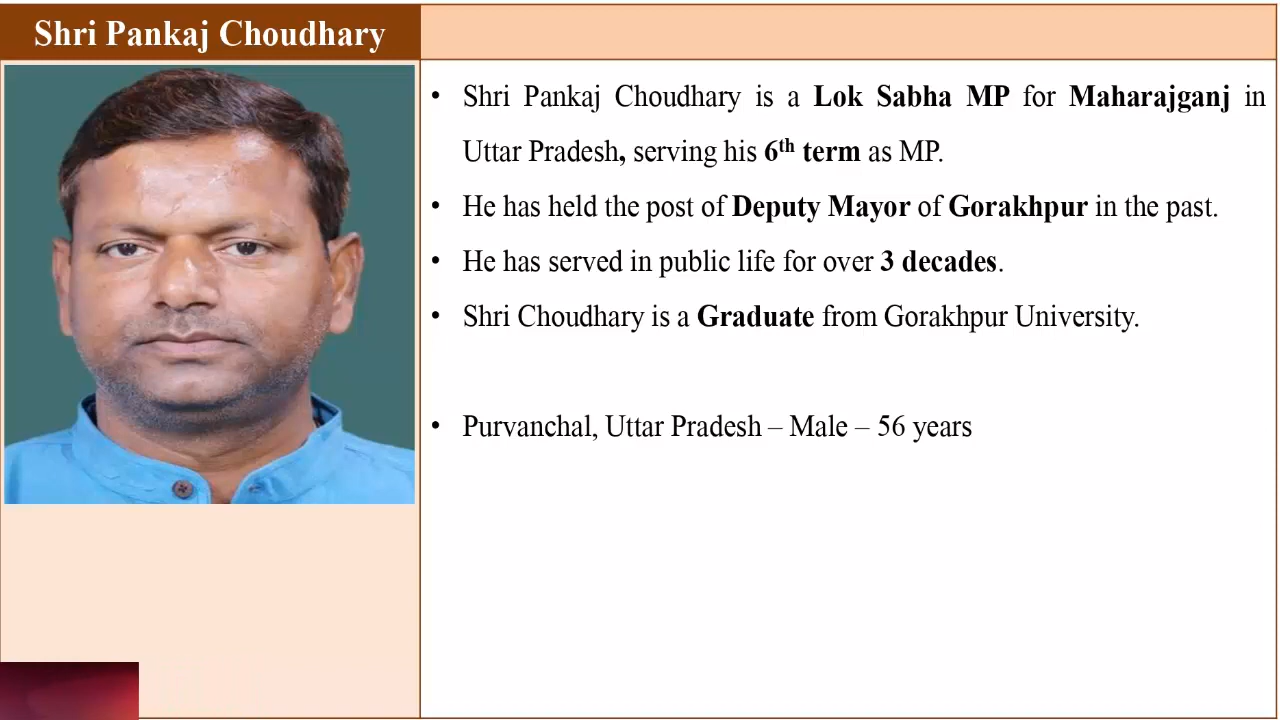 Shri Pankaj Choudhary
• Shri Pankaj Choudhary is a Lok Sabha MP for Maharajganj in
Uttar Pradesh, serving his 6th term as MP.
• He has held the post of Deputy Mayor of Gorakhpur in the past.
• He has served in public life for over 3 decades.
• Shri Choudhary is a Graduate from Gorakhpur University.
• Purvanchal, Uttar Pradesh – Male – 56 years